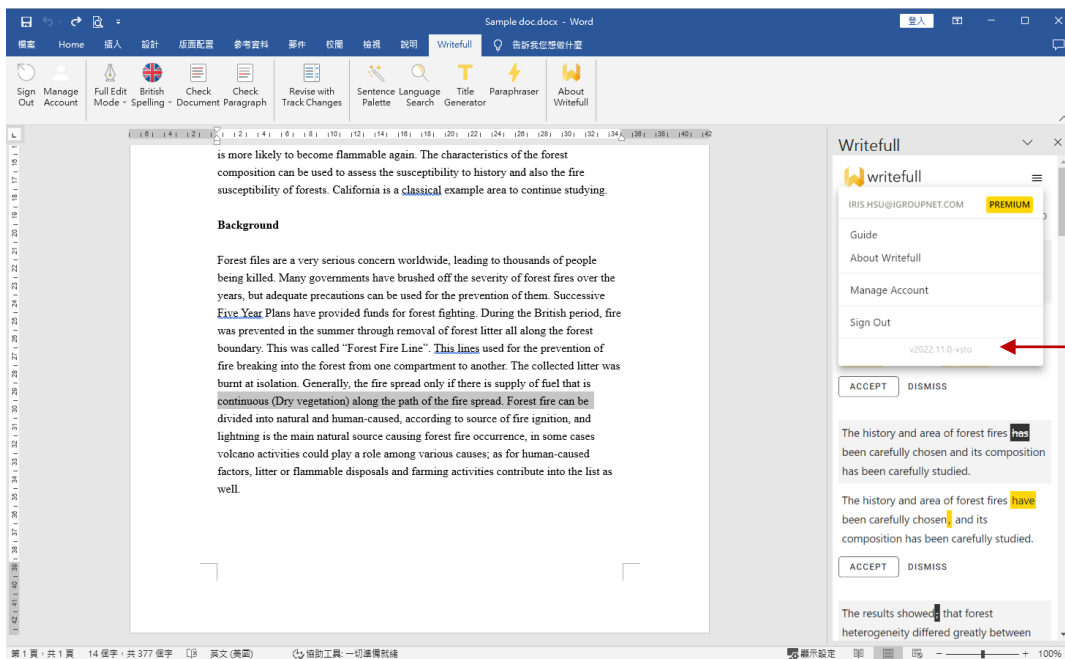 Sample doc.docx - Word
登入
檔案 Home 插入 設計 版面配置 參考資料 郵件 校閱 檢視 說明 Writefull 告訴我您想做什麼
Sign Out
Manage Account
Full Edit Mode
British Spelling
Check Document
Check Paragraph
Revise with Track Changes
Sentence Palette
Language Search
Title Generator
Paraphraser
About Writefull
is more likely to become flammable again. The characteristics of the forest
composition can be used to assess the susceptibility to history and also the fire
susceptibility of forests. California is a classical example area to continue studying.
Background
Forest files are a very serious concern worldwide, leading to thousands of people
being killed. Many governments have brushed off the severity of forest fires over the
years, but adequate precautions can be used for the prevention of them. Successive
Five Year Plans have provided funds for forest fighting. During the British period, fire
was prevented in the summer through removal of forest litter all along the forest
boundary. This was called “Forest Fire Line”. This lines used for the prevention of
fire breaking into the forest from one compartment to another. The collected litter was
burnt at isolation. Generally, the fire spread only if there is supply of fuel that is
continuous (Dry vegetation) along the path of the fire spread. Forest fire can be
divided into natural and human-caused, according to source of fire ignition, and
lightning is the main natural source causing forest fire occurrence, in some cases
volcano activities could play a role among various causes; as for human-caused
factors, litter or flammable disposals and farming activities contribute into the list as
well.
Writefull
writefull
IRIS.HSU@IGROUPNET.COM PREMIUM
Guide
About Writefull
Manage Account
Sign Out
v2022.11.0-vsto
ACCEPT DISMISS
The history and area of forest fires has
been carefully chosen and its composition
has been carefully studied.
The history and area of forest fires have
been carefully chosen, and its
composition has been carefully studied.
ACCEPT DISMISS
The results showed; that forest
heterogeneity differed greatly between
第 1 頁，共 1 頁 14 個字，共 377 個字 英文 (美國) 協助工具: 一切準備就緒 顯示設定 100%